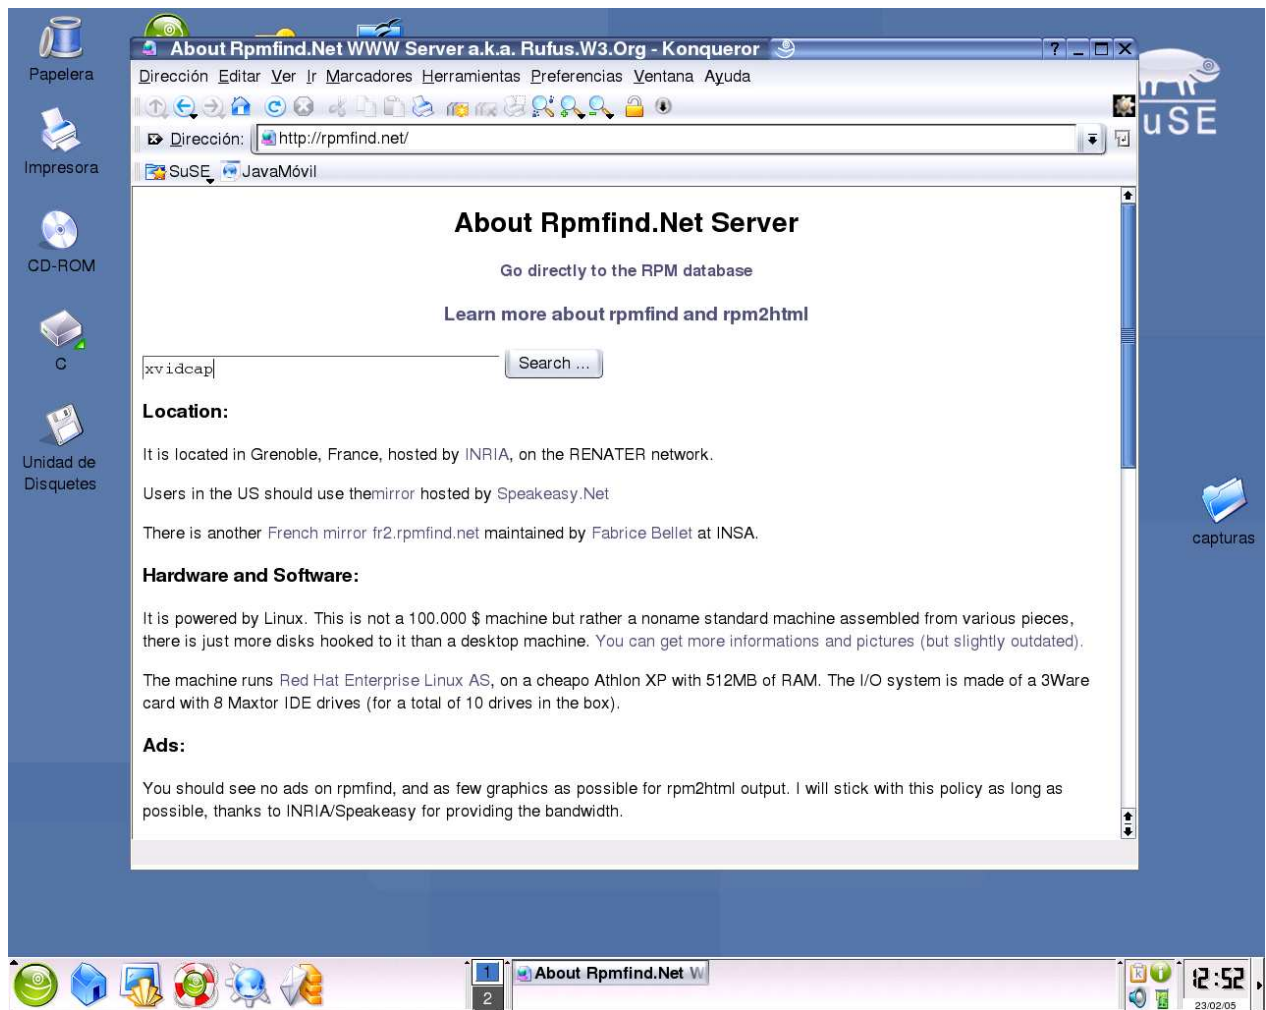 Papelera
Impresora
CD-ROM
C
Unidad de
Disquetes
About Rpmfind.Net WWW Server a.k.a. Rufus.W3.Org - Konqueror
Dirección Editar Ver Ir Marcadores Herramientas Preferencias Ventana Ayuda
Dirección: http://rpmfind.net/
SuSE JavaMóvil
About Rpmfind.Net Server
Go directly to the RPM database
Learn more about rpmfind and rpm2html
xvidcap Search ...
Location:
It is located in Grenoble, France, hosted by INRIA, on the RENATER network.
Users in the US should use themirror hosted by Speakeasy.Net
There is another French mirror fr2.rpmfind.net maintained by Fabrice Bellet at INSA.
Hardware and Software:
It is powered by Linux. This is not a 100.000 $ machine but rather a noname standard machine assembled from various pieces,
there is just more disks hooked to it than a desktop machine. You can get more informations and pictures (but slightly outdated).
The machine runs Red Hat Enterprise Linux AS, on a cheapo Athlon XP with 512MB of RAM. The I/O system is made of a 3Ware
card with 8 Maxtor IDE drives (for a total of 10 drives in the box).
Ads:
You should see no ads on rpmfind, and as few graphics as possible for rpm2html output. I will stick with this policy as long as
possible, thanks to INRIA/Speakeasy for providing the bandwidth.
uSE
capturas
1
2
About Rpmfind.Net W
12:52
23/02/05